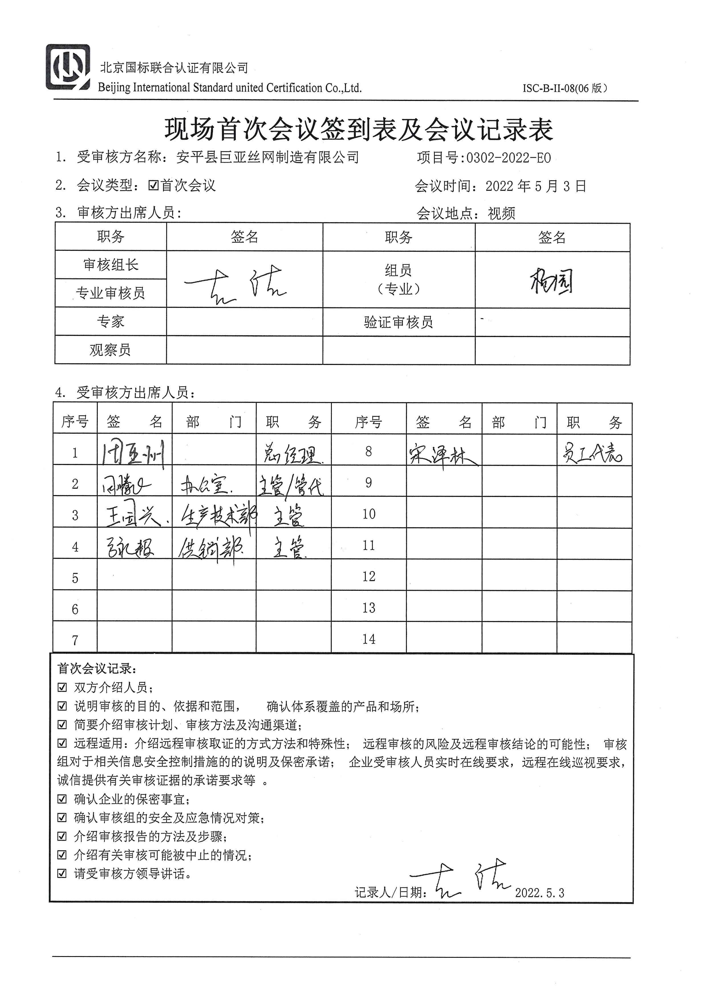 北京国标联合认证有限公司
Beijing International Standard united Certification Co.,Ltd.
ISC-B-II-08(06 版）
现场首次会议签到表及会议记录表
1. 受审核方名称：安平县巨亚丝网制造有限公司 项目号:0302-2022-EO
2. 会议类型：☑首次会议 会议时间：2022 年 5 月 3 日
3. 审核方出席人员: 会议地点：视频
职务 签名 职务 签名
审核组长
组员
（专业） 杨园
专业审核员
专家 验证审核员 -
观察员
4. 受审核方出席人员:
序号 签 名 部 门 职 务 序号 签 名 部 门 职 务
1 周亚州 总经理. 8 宋泽林 员工代表
2 办公室. 主管/管代 9
3 王国兴. 生产技术部 主管 10
4 供销部. 主管. 11
5 12
6 13
7 14
首次会议记录:
☑ 双方介绍人员；
☑ 说明审核的目的、依据和范围， 确认体系覆盖的产品和场所；
☑ 简要介绍审核计划、审核方法及沟通渠道；
☑ 远程适用：介绍远程审核取证的方式方法和特殊性； 远程审核的风险及远程审核结论的可能性； 审核
组对于相关信息安全控制措施的的说明及保密承诺； 企业受审核人员实时在线要求，远程在线巡视要求，
诚信提供有关审核证据的承诺要求等 。
☑ 确认企业的保密事宜；
☑ 确认审核组的安全及应急情况对策；
☑ 介绍审核报告的方法及步骤；
☑ 介绍有关审核可能被中止的情况；
☑ 请受审核方领导讲话。
记录人/日期: 2022.5.3